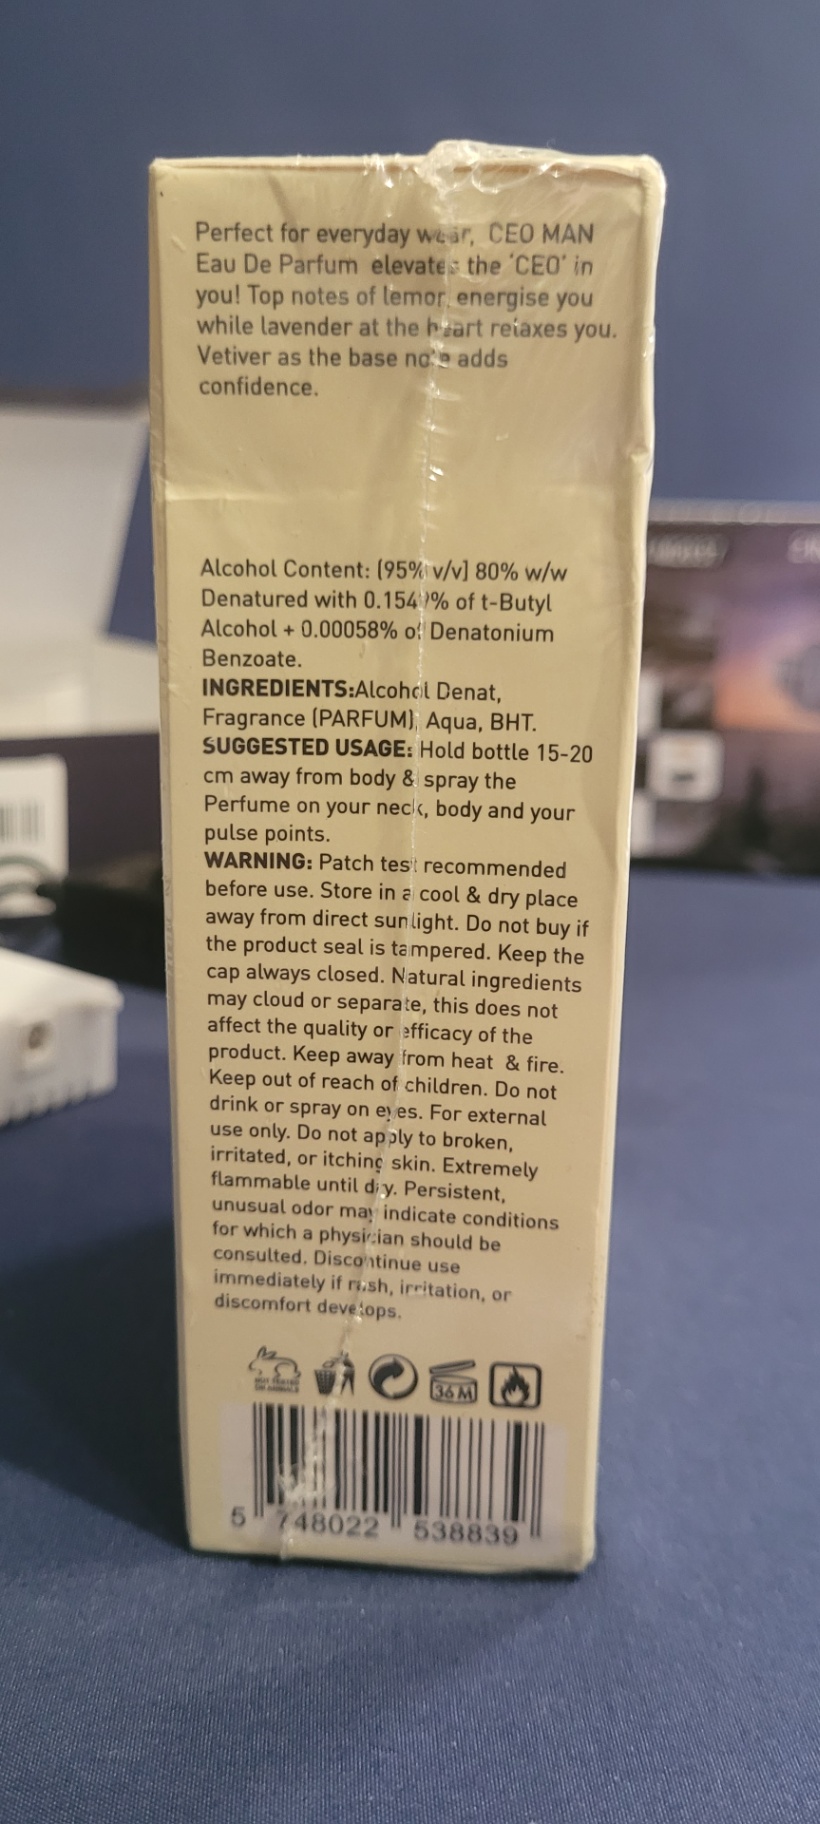 Perfect for everyday wear, CEO MAN
Eau De Parfum elevates the 'CEO' in
you! Top notes of lemon energise you
while lavender at the heart relaxes you.
Vetiver as the base note adds
confidence.
Alcohol Content: [95% v/v] 80% w/w
Denatured with % of t-Butyl
Alcohol + 0.00058% of Denatonium
Benzoate.
INGREDIENTS:Alcohol Denat,
Fragrance (PARFUM), Aqua, BHT.
SUGGESTED USAGE: Hold bottle 15-20
cm away from body & spray the
Perfume on your neck, body and your
pulse points.
WARNING: Patch test recommended
before use. Store in a cool & dry place
away from direct sunlight. Do not buy if
the product seal is tampered. Keep the
cap always closed. Natural ingredients
may cloud or separate, this does not
affect the quality or efficacy of the
product. Keep away from heat & fire.
Keep out of reach of children. Do not
drink or spray on eyes. For external
use only. Do not apply to broken,
irritated, or itching skin. Extremely
flammable until dry. Persistent,
unusual odor may indicate conditions
for which a physician should be
consulted. Discontinue use
immediately if rash, irritation, or
discomfort develops.
NOT TESTED
ON ANIMALS
36 M
5 748022 538839